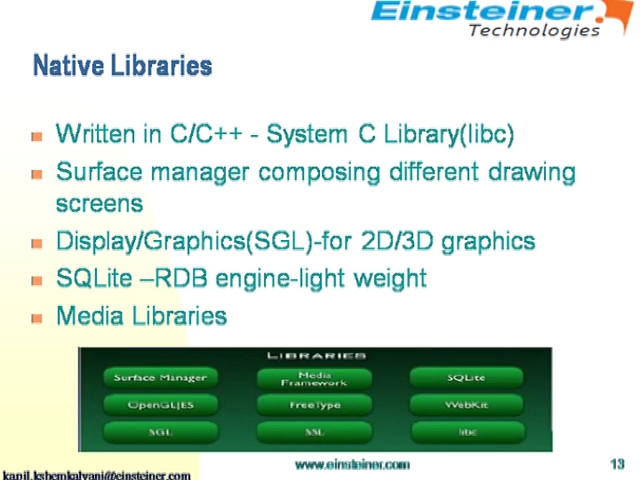 Einsteiner
Technologies
Native Libraries
Written in C/C++ - System C Library(libc)
Surface manager composing different drawing
screens
Display/Graphics(SGL)-for 2D/3D graphics
SQLite –RDB engine-light weight
Media Libraries
LIBRARIES
Surface Manager
Media
Framework
SQLite
OpenGL|ES
FreeType
WebKit
SGL
SSL
libc
www.einsteiner.com
13
kapil.kshemkalyani@einsteiner.com